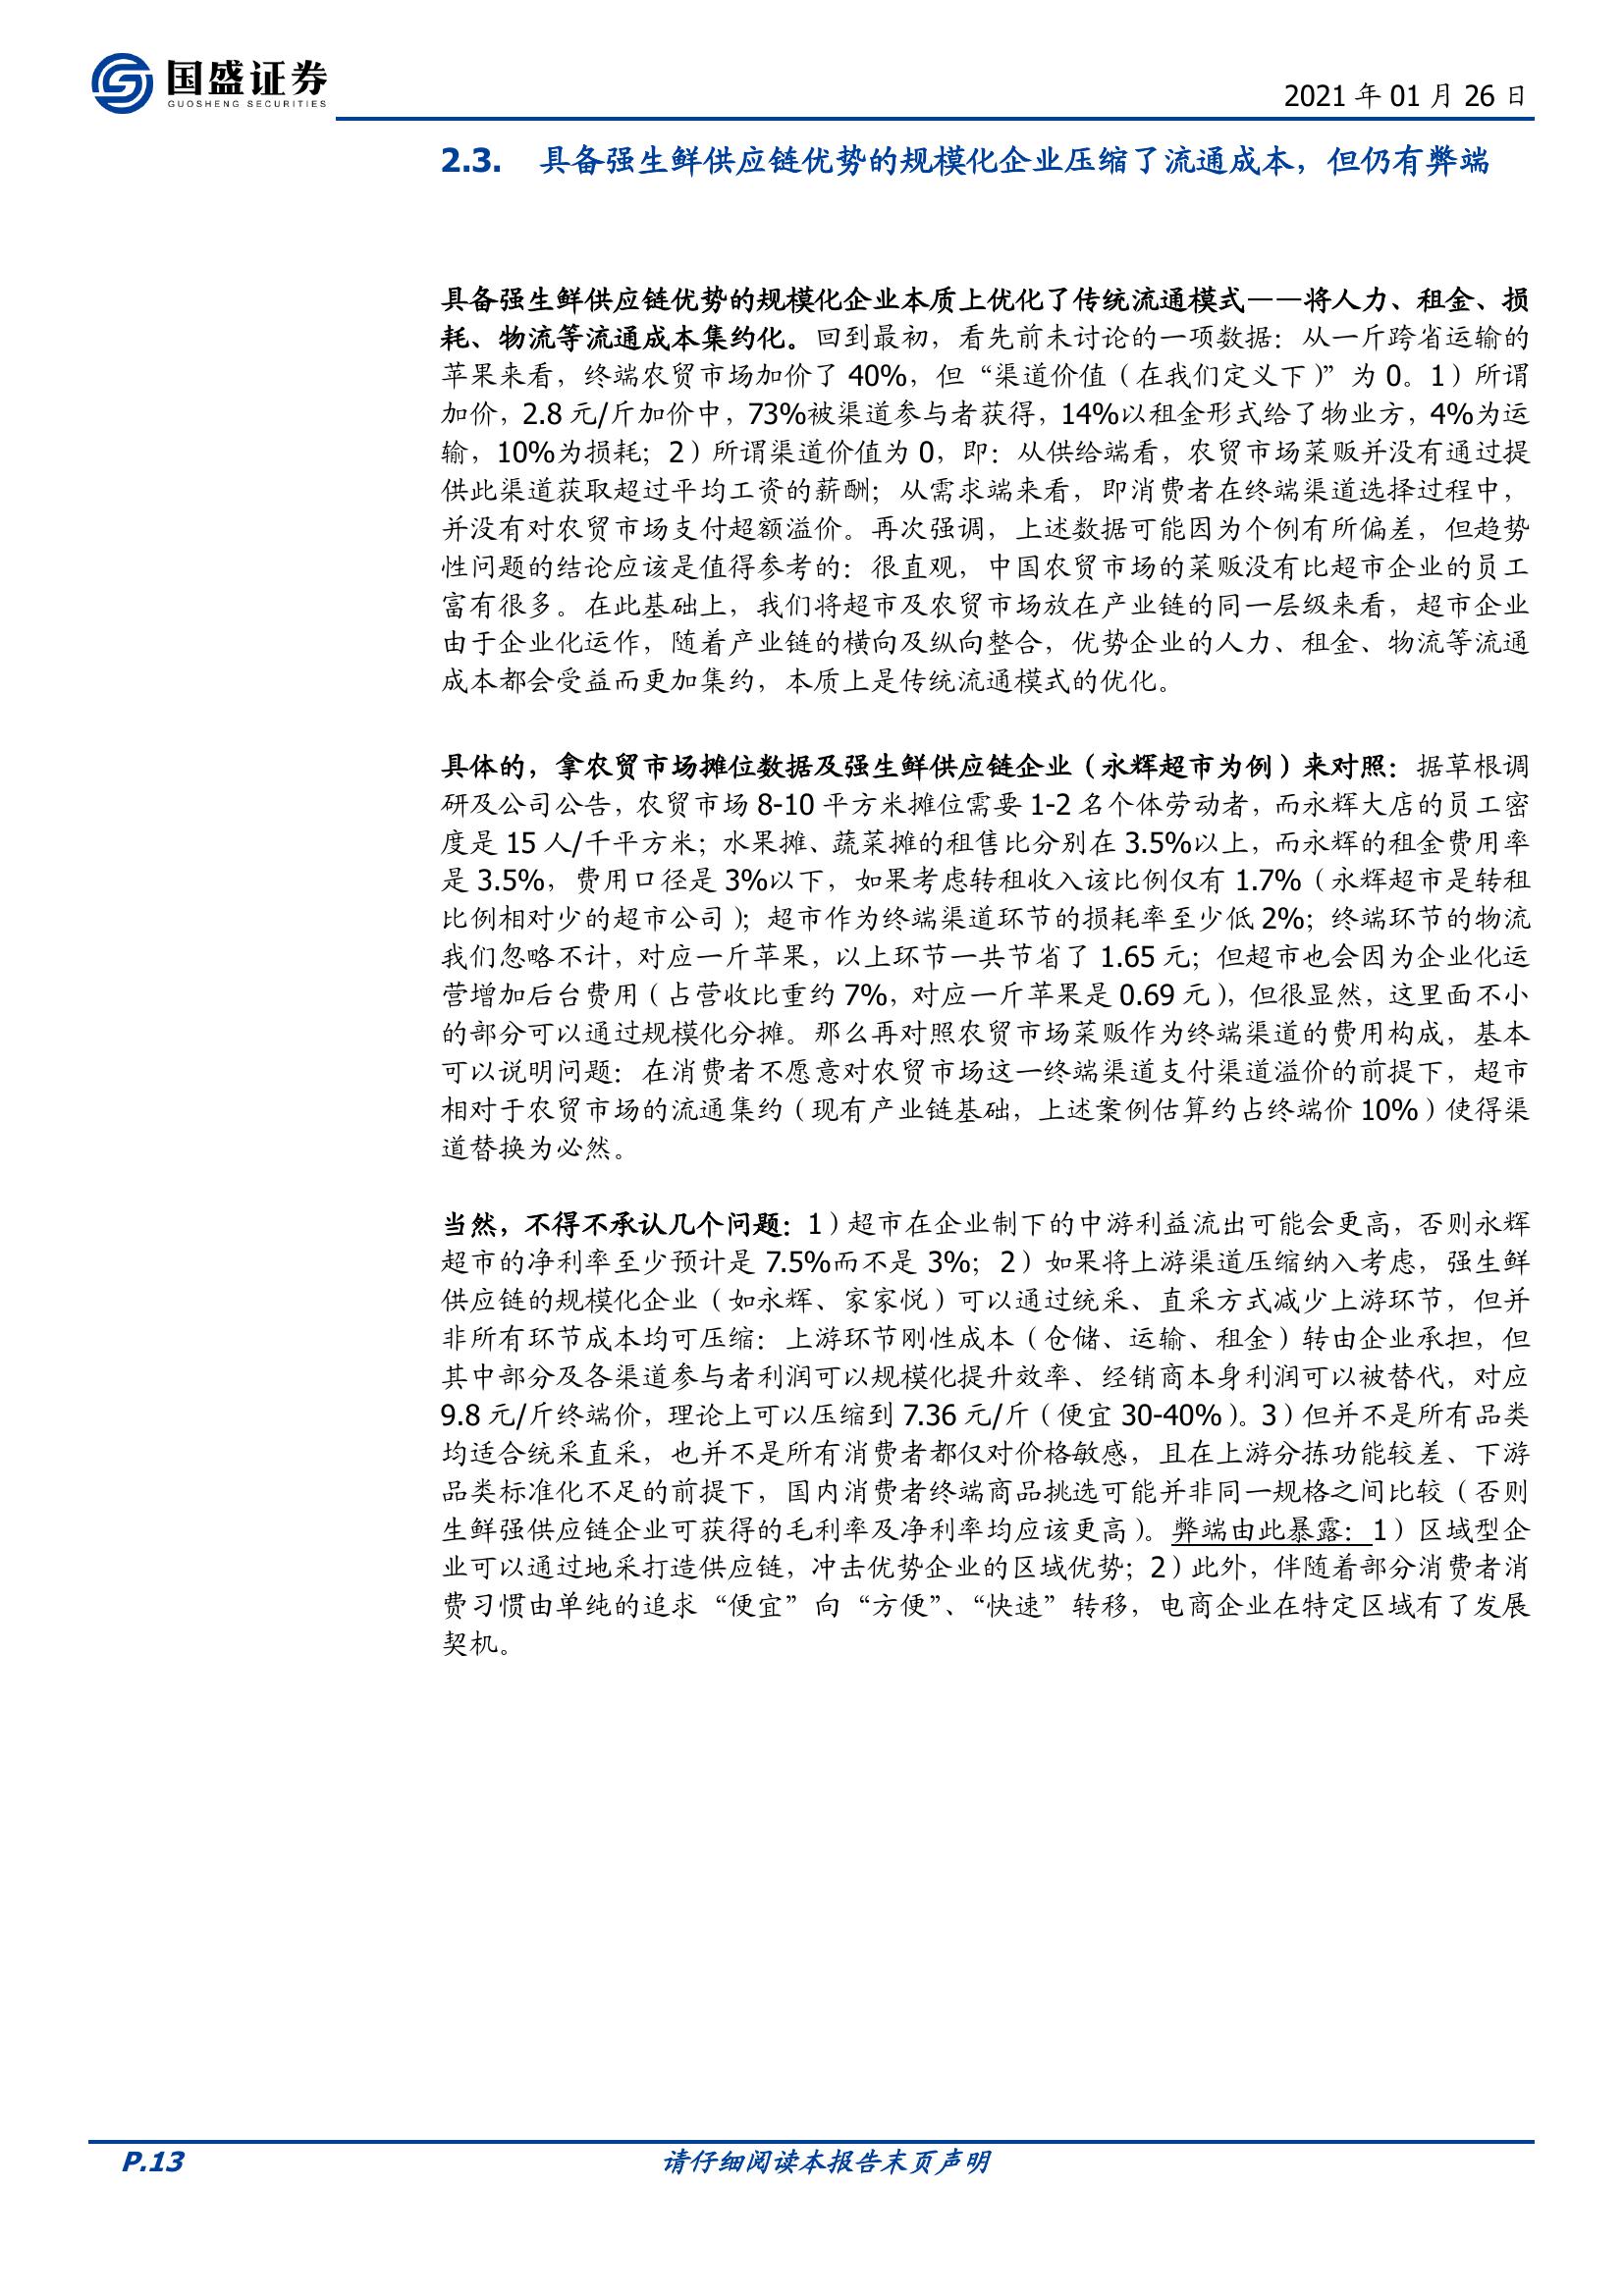 国盛证券
GUOSHENG SECURITIES
2021 年 01 月 26 日
2.3. 具备强生鲜供应链优势的规模化企业压缩了流通成本，但仍有弊端
具备强生鲜供应链优势的规模化企业本质上优化了传统流通模式——将人力、租金、损
耗、物流等流通成本集约化。回到最初，看先前未讨论的一项数据：从一斤跨省运输的
苹果来看，终端农贸市场加价了 40%，但“渠道价值（在我们定义下）”为 0。1）所谓
加价，2.8 元/斤加价中，73%被渠道参与者获得，14%以租金形式给了物业方，4%为运
输，10%为损耗；2）所谓渠道价值为 0，即：从供给端看，农贸市场菜贩并没有通过提
供此渠道获取超过平均工资的薪酬；从需求端来看，即消费者在终端渠道选择过程中，
并没有对农贸市场支付超额溢价。再次强调，上述数据可能因为个例有所偏差，但趋势
性问题的结论应该是值得参考的：很直观，中国农贸市场的菜贩没有比超市企业的员工
富有很多。在此基础上，我们将超市及农贸市场放在产业链的同一层级来看，超市企业
由于企业化运作，随着产业链的横向及纵向整合，优势企业的人力、租金、物流等流通
成本都会受益而更加集约，本质上是传统流通模式的优化。
具体的，拿农贸市场摊位数据及强生鲜供应链企业（永辉超市为例）来对照：据草根调
研及公司公告，农贸市场 8-10 平方米摊位需要 1-2 名个体劳动者，而永辉大店的员工密
度是 15 人/千平方米；水果摊、蔬菜摊的租售比分别在 3.5%以上，而永辉的租金费用率
是 3.5%，费用口径是 3%以下，如果考虑转租收入该比例仅有 1.7%（永辉超市是转租
比例相对少的超市公司）；超市作为终端渠道环节的损耗率至少低 2%；终端环节的物流
我们忽略不计，对应一斤苹果，以上环节一共节省了 1.65 元；但超市也会因为企业化运
营增加后台费用（占营收比重约 7%，对应一斤苹果是 0.69 元），但很显然，这里面不小
的部分可以通过规模化分摊。那么再对照农贸市场菜贩作为终端渠道的费用构成，基本
可以说明问题：在消费者不愿意对农贸市场这一终端渠道支付渠道溢价的前提下，超市
相对于农贸市场的流通集约（现有产业链基础，上述案例估算约占终端价 10%）使得渠
道替换为必然。
当然，不得不承认几个问题：1）超市在企业制下的中游利益流出可能会更高，否则永辉
超市的净利率至少预计是 7.5%而不是 3%；2）如果将上游渠道压缩纳入考虑，强生鲜
供应链的规模化企业（如永辉、家家悦）可以通过统采、直采方式减少上游环节，但并
非所有环节成本均可压缩：上游环节刚性成本（仓储、运输、租金）转由企业承担，但
其中部分及各渠道参与者利润可以规模化提升效率、经销商本身利润可以被替代，对应
9.8 元/斤终端价，理论上可以压缩到 7.36 元/斤（便宜 30-40%）。3）但并不是所有品类
均适合统采直采，也并不是所有消费者都仅对价格敏感，且在上游分拣功能较差、下游
品类标准化不足的前提下，国内消费者终端商品挑选可能并非同一规格之间比较（否则
生鲜强供应链企业可获得的毛利率及净利率均应该更高）。弊端由此暴露：1）区域型企
业可以通过地采打造供应链，冲击优势企业的区域优势；2）此外，伴随着部分消费者消
费习惯由单纯的追求“便宜”向“方便”、“快速”转移，电商企业在特定区域有了发展
契机。
P.13
请仔细阅读本报告末页声明